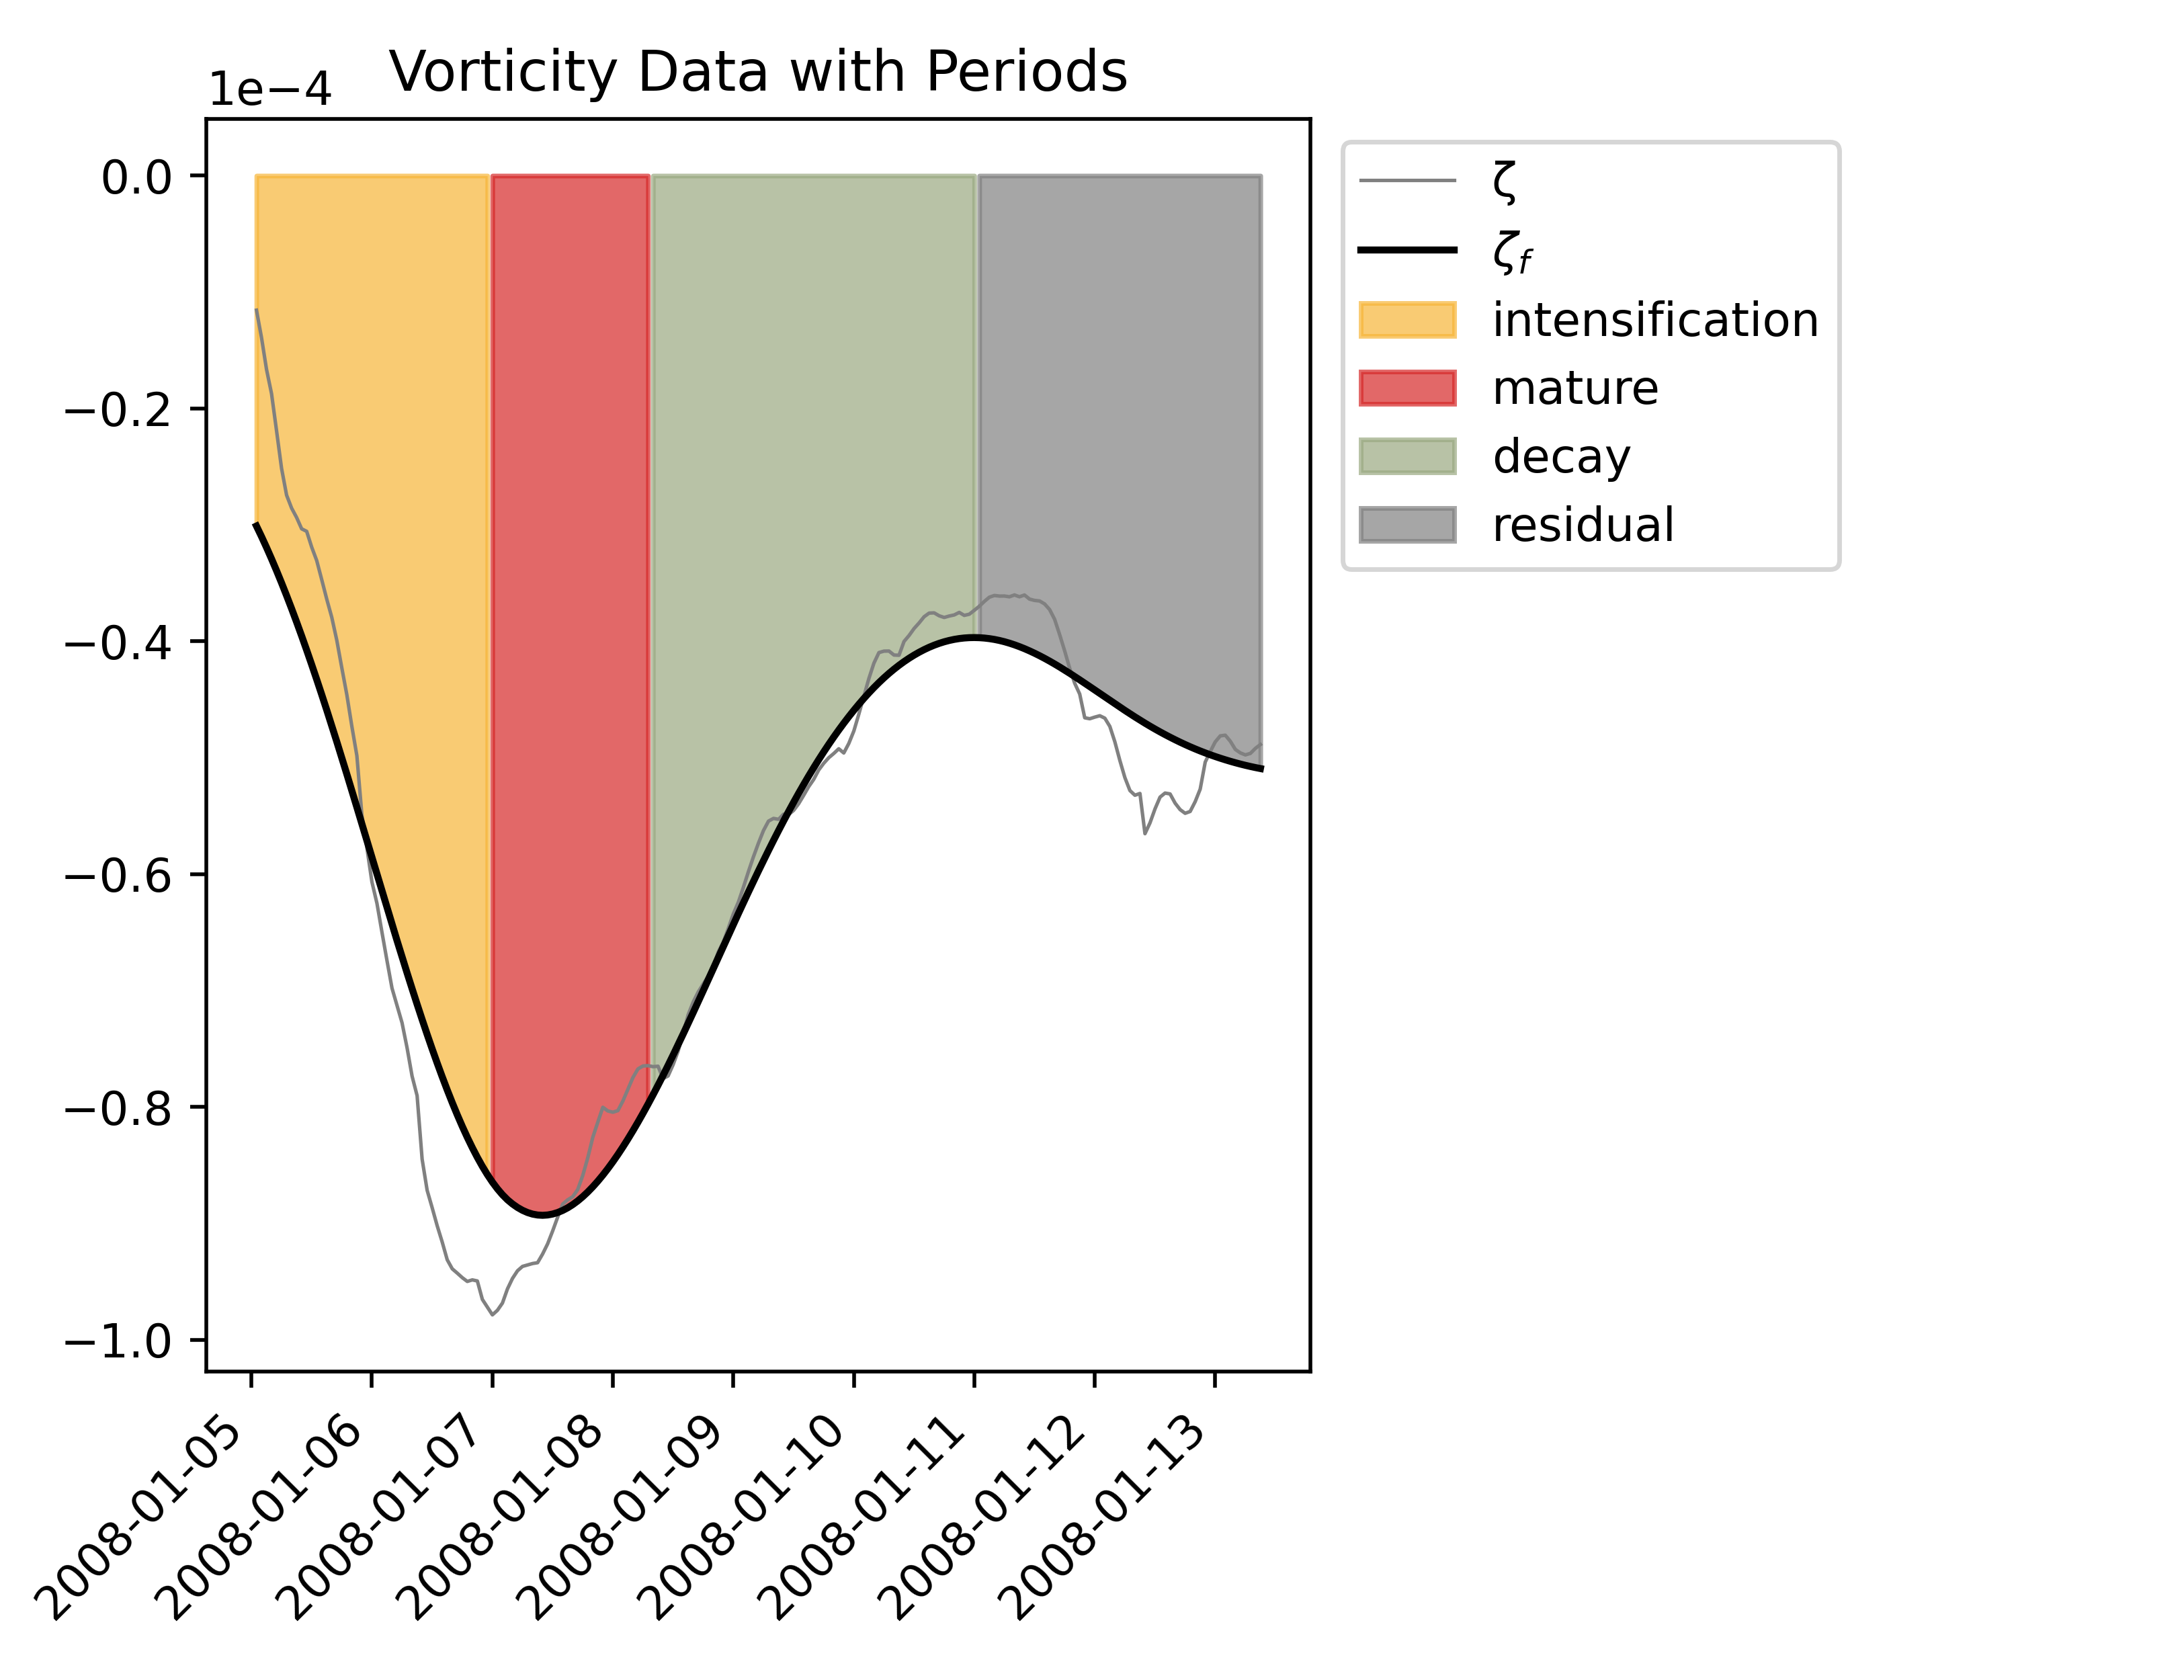 Vorticity Data with Periods
1e−4
0.0
−0.2
−0.4
−0.6
−0.8
−1.0
2008-01-05
2008-01-06
2008-01-07
2008-01-08
2008-01-09
2008-01-10
2008-01-11
2008-01-12
2008-01-13
ζ
ζf
intensification
mature
decay
residual